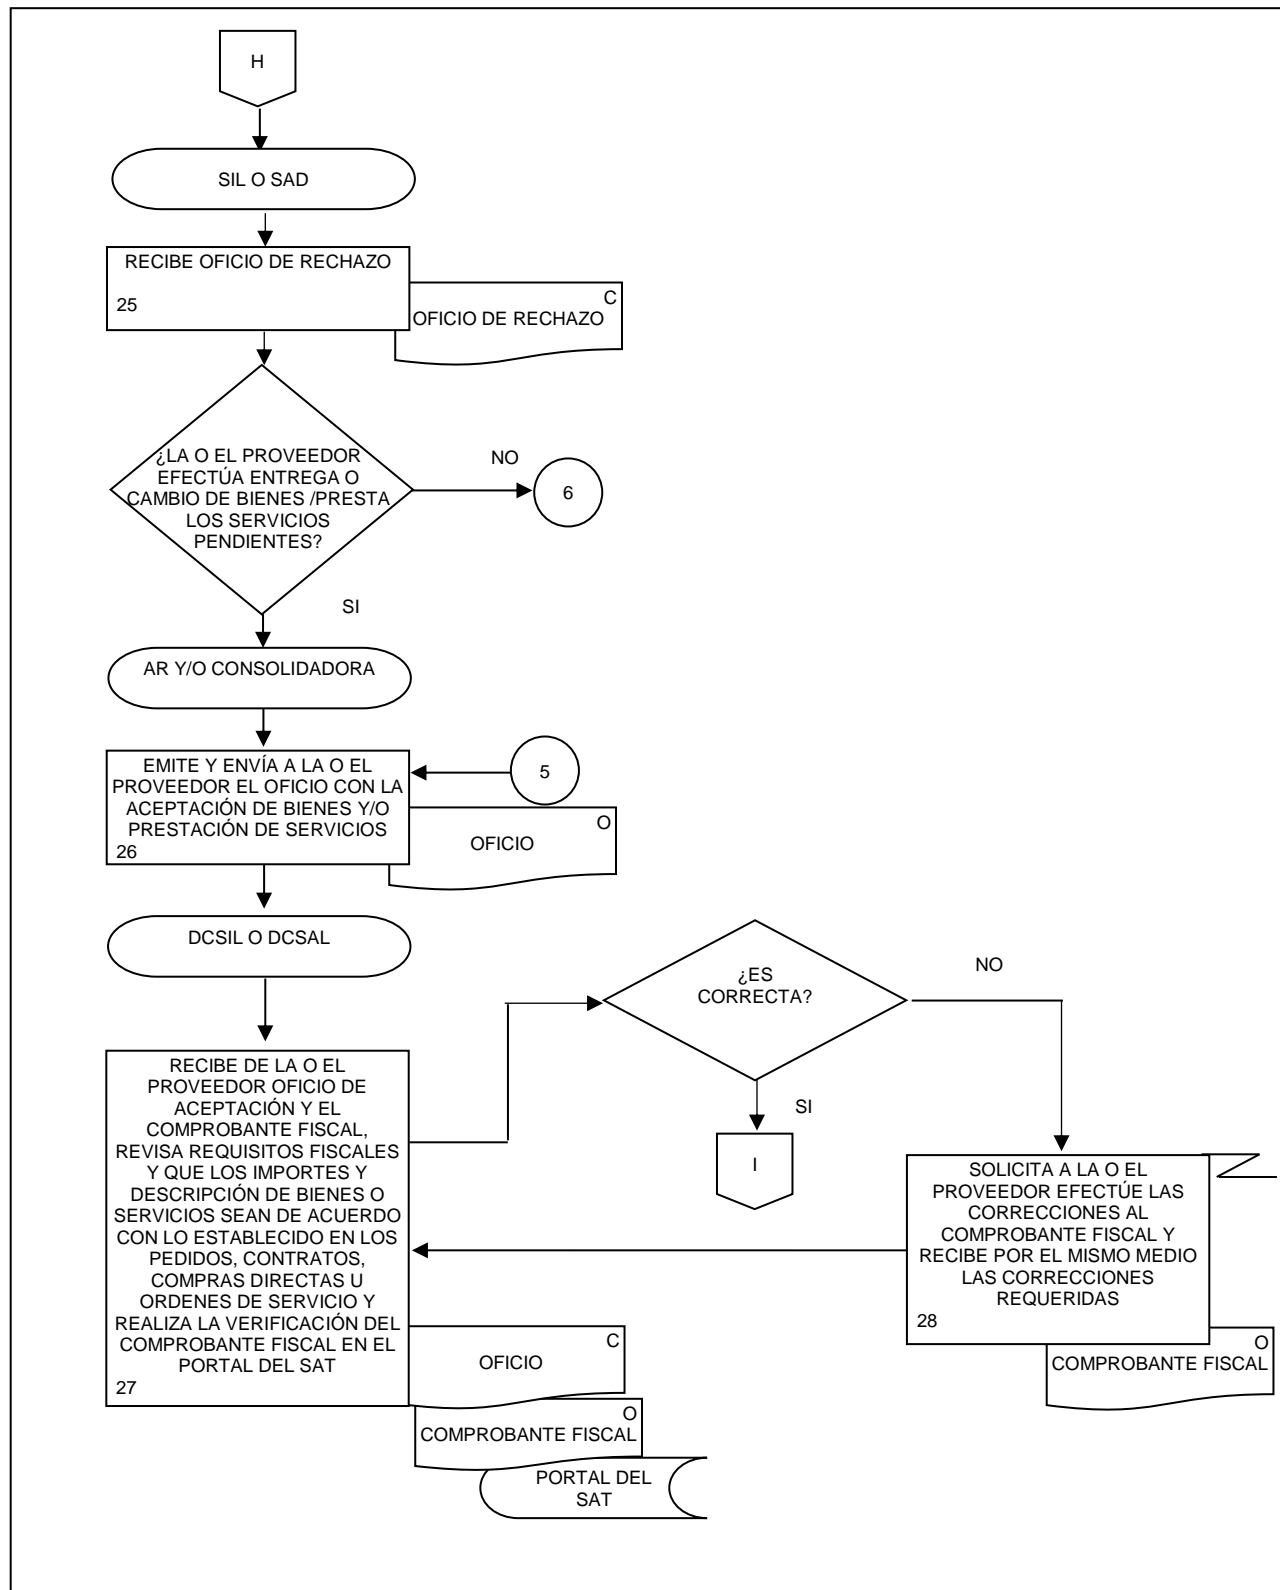 H
SIL O SAD
RECIBE OFICIO DE RECHAZO
25
C
OFICIO DE RECHAZO
¿LA O EL PROVEEDOR
EFECTÚA ENTREGA O
CAMBIO DE BIENES /PRESTA
LOS SERVICIOS
PENDIENTES?
NO
6
SI
AR Y/O CONSOLIDADORA
EMITE Y ENVÍA A LA O EL
PROVEEDOR EL OFICIO CON LA
ACEPTACIÓN DE BIENES Y/O
PRESTACIÓN DE SERVICIOS
26
5
O
OFICIO
DCSIL O DCSAL
RECIBE DE LA O EL
PROVEEDOR OFICIO DE
ACEPTACIÓN Y EL
COMPROBANTE FISCAL,
REVISA REQUISITOS FISCALES
Y QUE LOS IMPORTES Y
DESCRIPCIÓN DE BIENES O
SERVICIOS SEAN DE ACUERDO
CON LO ESTABLECIDO EN LOS
PEDIDOS, CONTRATOS,
COMPRAS DIRECTAS U
ORDENES DE SERVICIO Y
REALIZA LA VERIFICACIÓN DEL
COMPROBANTE FISCAL EN EL
PORTAL DEL SAT
27
C
OFICIO
O
COMPROBANTE FISCAL
PORTAL DEL
SAT
¿ES
CORRECTA?
NO
SI
I
SOLICITA A LA O EL
PROVEEDOR EFECTÚE LAS
CORRECCIONES AL
COMPROBANTE FISCAL Y
RECIBE POR EL MISMO MEDIO
LAS CORRECCIONES
REQUERIDAS
28
O
COMPROBANTE FISCAL